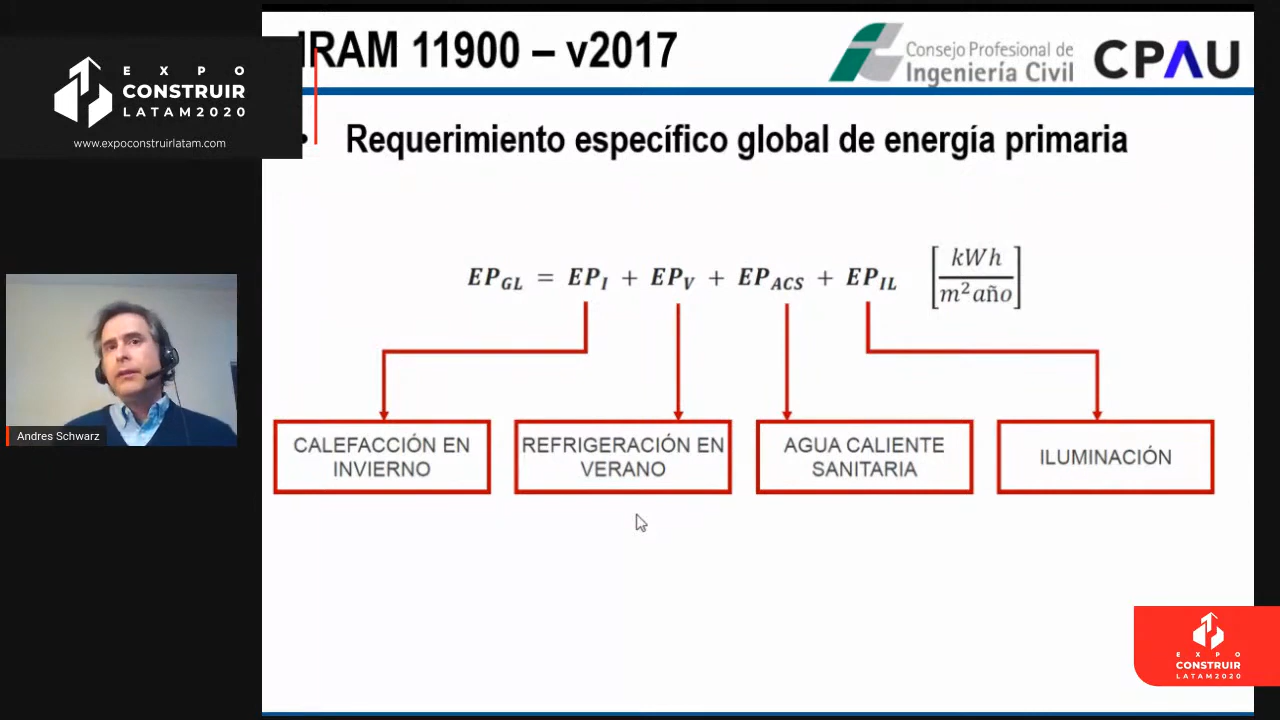 IRAM 11900 – v2017
Consejo Profesional de
Ingeniería Civil
CPAU
EXPO
CONSTRUIR
LATAM2020
www.expoconstruirlatam.com
• Requerimiento específico global de energía primaria
EP_GL = EP_I + EP_V + EP_ACS + EP_IL [kWh / m² año]
CALEFACCIÓN EN
INVIERNO
REFRIGERACIÓN EN
VERANO
AGUA CALIENTE
SANITARIA
ILUMINACIÓN
Andres Schwarz
EXPO
CONSTRUIR
LATAM2020